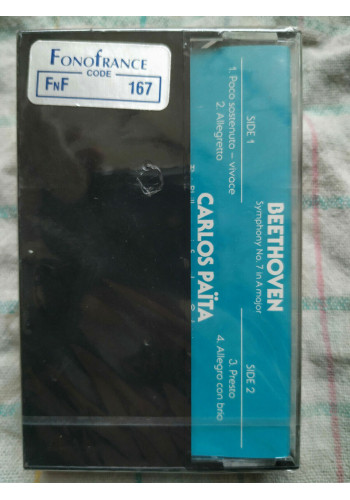 FONOFRANCE
CODE
FNF 167
BEETHOVEN
Symphony No. 7 in A major
SIDE 1
1. Poco sostenuto – vivace
2. Allegretto
SIDE 2
3. Presto
4. Allegro con brio
CARLOS PAÏTA